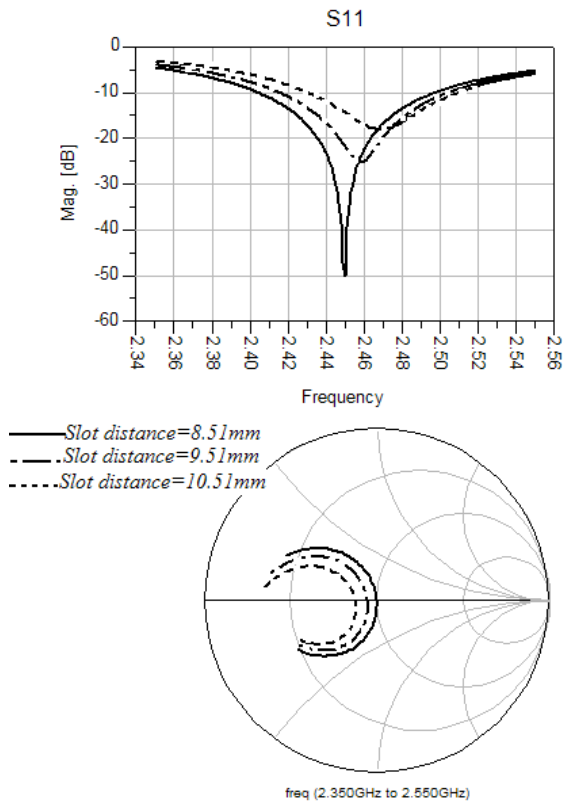 S11
Mag. [dB]
0
-10
-20
-30
-40
-50
-60
2.34
2.36
2.38
2.40
2.42
2.44
2.46
2.48
2.50
2.52
2.54
2.56
Frequency
Slot distance=8.51mm
Slot distance=9.51mm
Slot distance=10.51mm
freq (2.350GHz to 2.550GHz)